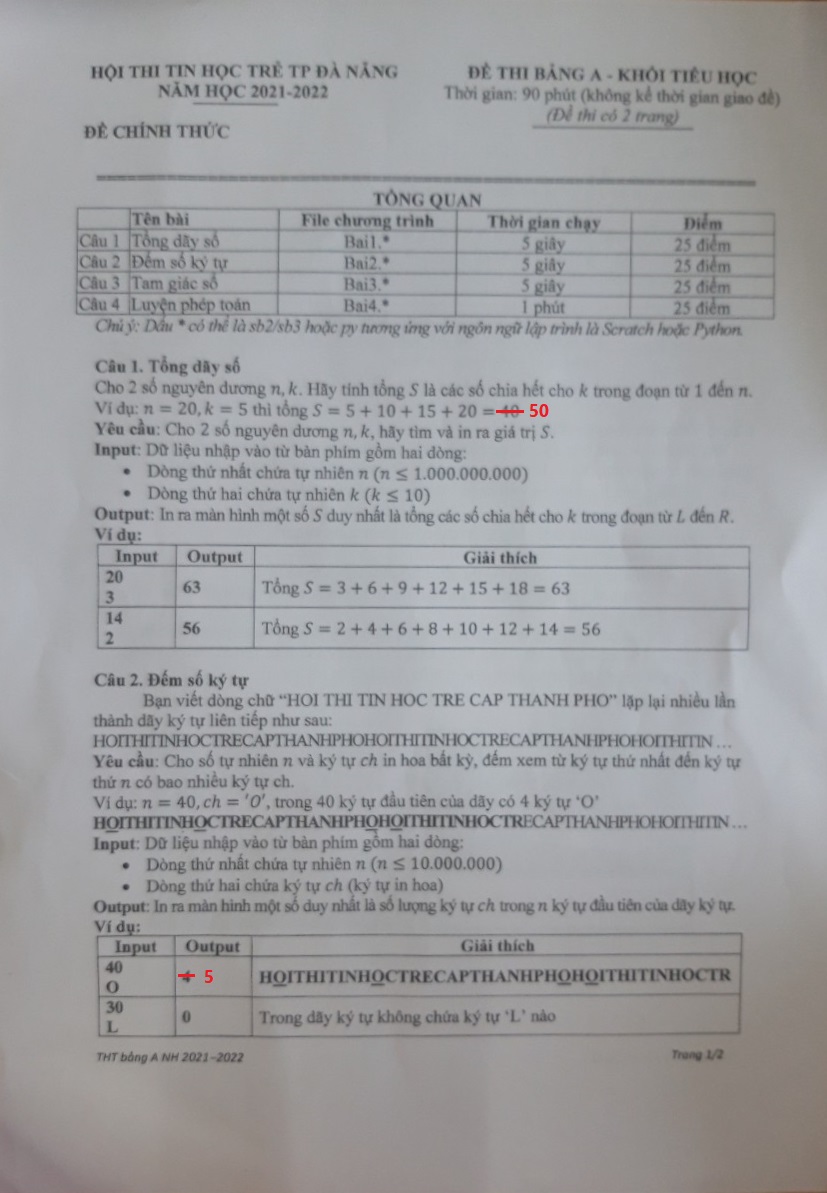 HỘI THI TIN HỌC TRẺ TP ĐÀ NẴNG
NĂM HỌC 2021-2022
ĐỀ CHÍNH THỨC
ĐỀ THI BẢNG A - KHỐI TIỂU HỌC
Thời gian: 90 phút (không kể thời gian giao đề)
(Đề thi có 2 trang)
TỔNG QUAN
Tên bài File chương trình Thời gian chạy Điểm
Câu 1 Tổng dãy số Bai1.* 5 giây 25 điểm
Câu 2 Đếm số ký tự Bai2.* 5 giây 25 điểm
Câu 3 Tam giác số Bai3.* 5 giây 25 điểm
Câu 4 Luyện phép toán Bai4.* 1 phút 25 điểm
Chú ý: Dấu * có thể là sb2/sb3 hoặc py tương ứng với ngôn ngữ lập trình là Scratch hoặc Python.
Câu 1. Tổng dãy số
Cho 2 số nguyên dương n, k. Hãy tính tổng S là các số chia hết cho k trong đoạn từ 1 đến n.
Ví dụ: n = 20, k = 5 thì tổng S = 5 + 10 + 15 + 20 = 40 50
Yêu cầu: Cho 2 số nguyên dương n, k, hãy tìm và in ra giá trị S.
Input: Dữ liệu nhập vào từ bàn phím gồm hai dòng:
• Dòng thứ nhất chứa tự nhiên n (n ≤ 1.000.000.000)
• Dòng thứ hai chứa tự nhiên k (k ≤ 10)
Output: In ra màn hình một số S duy nhất là tổng các số chia hết cho k trong đoạn từ L đến R.
Ví dụ:
Input Output Giải thích
20
3
63 Tổng S = 3 + 6 + 9 + 12 + 15 + 18 = 63
14
2
56 Tổng S = 2 + 4 + 6 + 8 + 10 + 12 + 14 = 56
Câu 2. Đếm số ký tự
Bạn viết dòng chữ “HOI THI TIN HOC TRE CAP THANH PHO” lặp lại nhiều lần
thành dãy ký tự liên tiếp như sau:
HOITHITINHOCTRECAPTHANHPHOHOITHITINHOCTRECAPTHANHPHOHOITHITIN …
Yêu cầu: Cho số tự nhiên n và ký tự ch in hoa bất kỳ, đếm xem từ ký tự thứ nhất đến ký tự
thứ n có bao nhiêu ký tự ch.
Ví dụ: n = 40, ch = 'O', trong 40 ký tự đầu tiên của dãy có 4 ký tự ‘O’
HOITHITINHOCTRECAPTHANHPHOHOITHITINHOCTRECAPTHANHPHOHOITHITIN …
Input: Dữ liệu nhập vào từ bàn phím gồm hai dòng:
• Dòng thứ nhất chứa tự nhiên n (n ≤ 10.000.000)
• Dòng thứ hai chứa ký tự ch (ký tự in hoa)
Output: In ra màn hình một số duy nhất là số lượng ký tự ch trong n ký tự đầu tiên của dãy ký tự.
Ví dụ:
Input Output Giải thích
40
O
4 5 HOITHITINHOCTRECAPTHANHPHOHOITHITINHOCTR
30
L
0 Trong dãy ký tự không chứa ký tự ‘L’ nào
THT bảng A NH 2021-2022
Trang 1/2